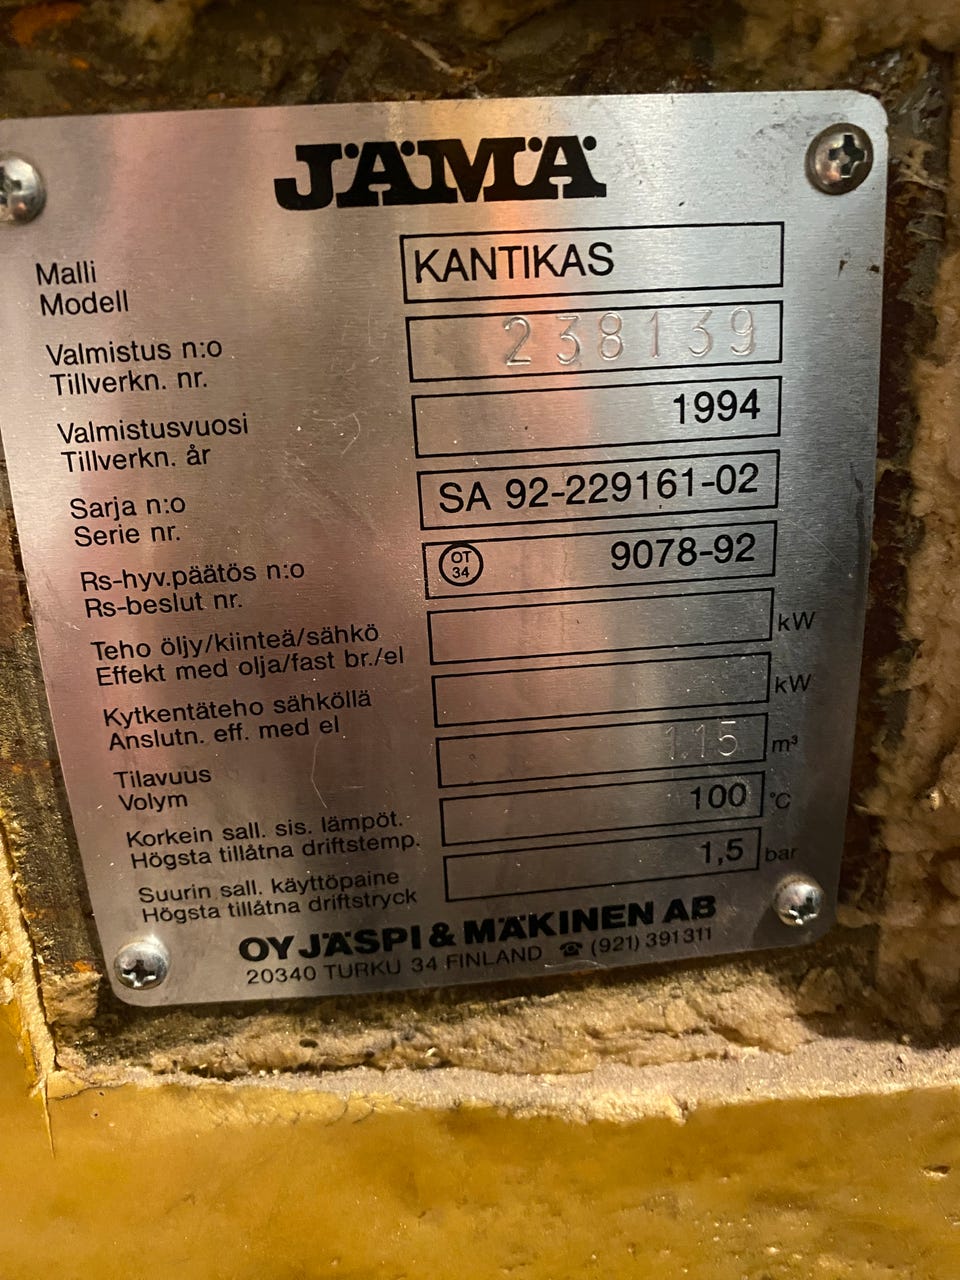 JÄMÄ
Malli
Modell
KANTIKAS
Valmistus n:o
Tillverkn. nr.
238139
Valmistusvuosi
Tillverkn. år
1994
Sarja n:o
Serie nr.
SA 92-229161-02
Rs-hyv.päätös n:o
Rs-beslut nr.
OT
34
9078-92
Teho öljy/kiinteä/sähkö
Effekt med olja/fast br./el
kW
Kytkentäteho sähköllä
Anslutn. eff. med el
kW
Tilavuus
Volym
1.15 m³
Korkein sall. sis. lämpöt.
Högsta tillåtna driftstemp.
100 °C
Suurin sall. käyttöpaine
Högsta tillåtna driftstryck
1,5 bar
OY JÄSPI & MÄKINEN AB
20340 TURKU 34 FINLAND ☎ (921) 391311